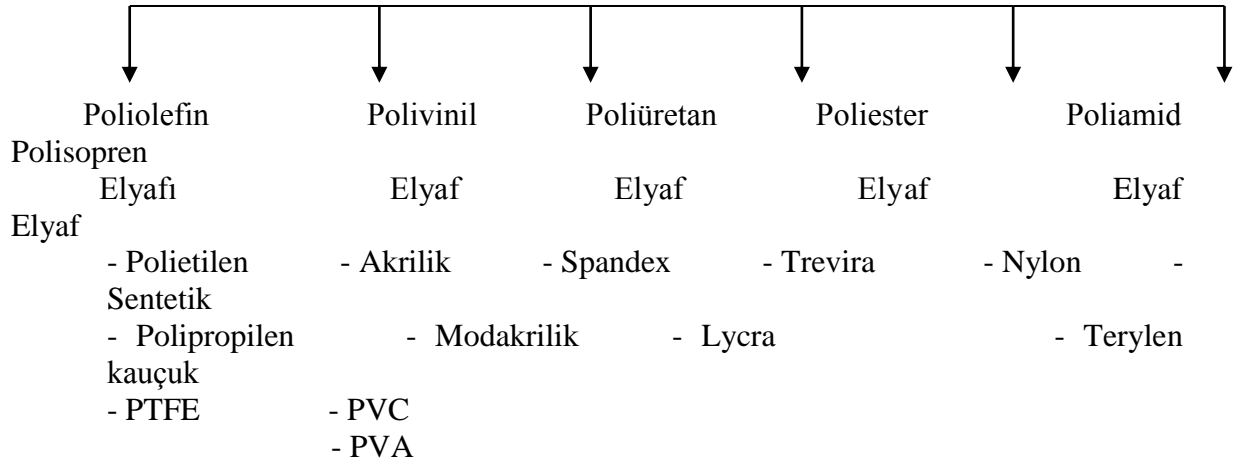 Poliolefin Polivinil Poliüretan Poliester Poliamid
Polisopren
Elyafı Elyaf Elyaf Elyaf Elyaf
Elyaf
- Polietilen - Akrilik - Spandex - Trevira - Nylon -
Sentetik
- Polipropilen - Modakrilik - Lycra - Terylen
kauçuk
- PTFE - PVC
- PVA